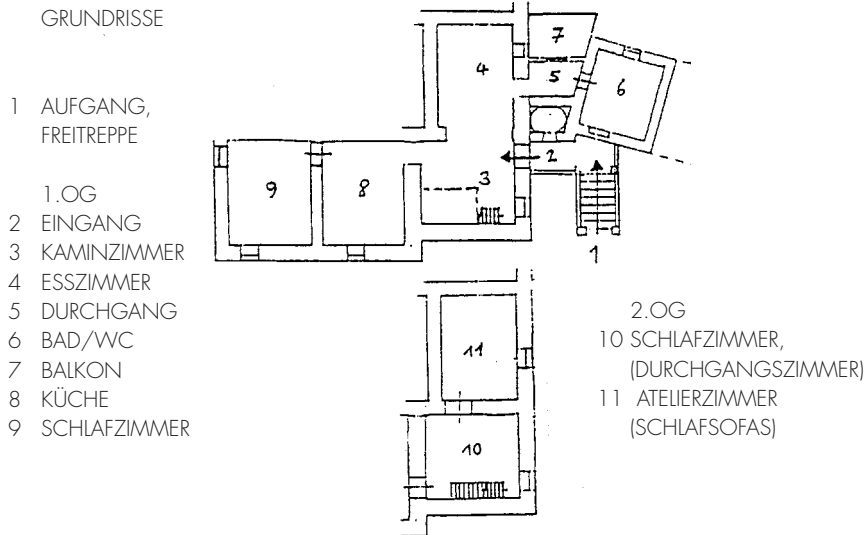 GRUNDRISSE
1 AUFGANG,
FREITREPPE
1.OG
2 EINGANG
3 KAMINZIMMER
4 ESSZIMMER
5 DURCHGANG
6 BAD/WC
7 BALKON
8 KÜCHE
9 SCHLAFZIMMER
7
4
5
6
2
9
8
3
1
2.OG
10 SCHLAFZIMMER,
(DURCHGANGSZIMMER)
11 ATELIERZIMMER
(SCHLAFSOFAS)
11
10